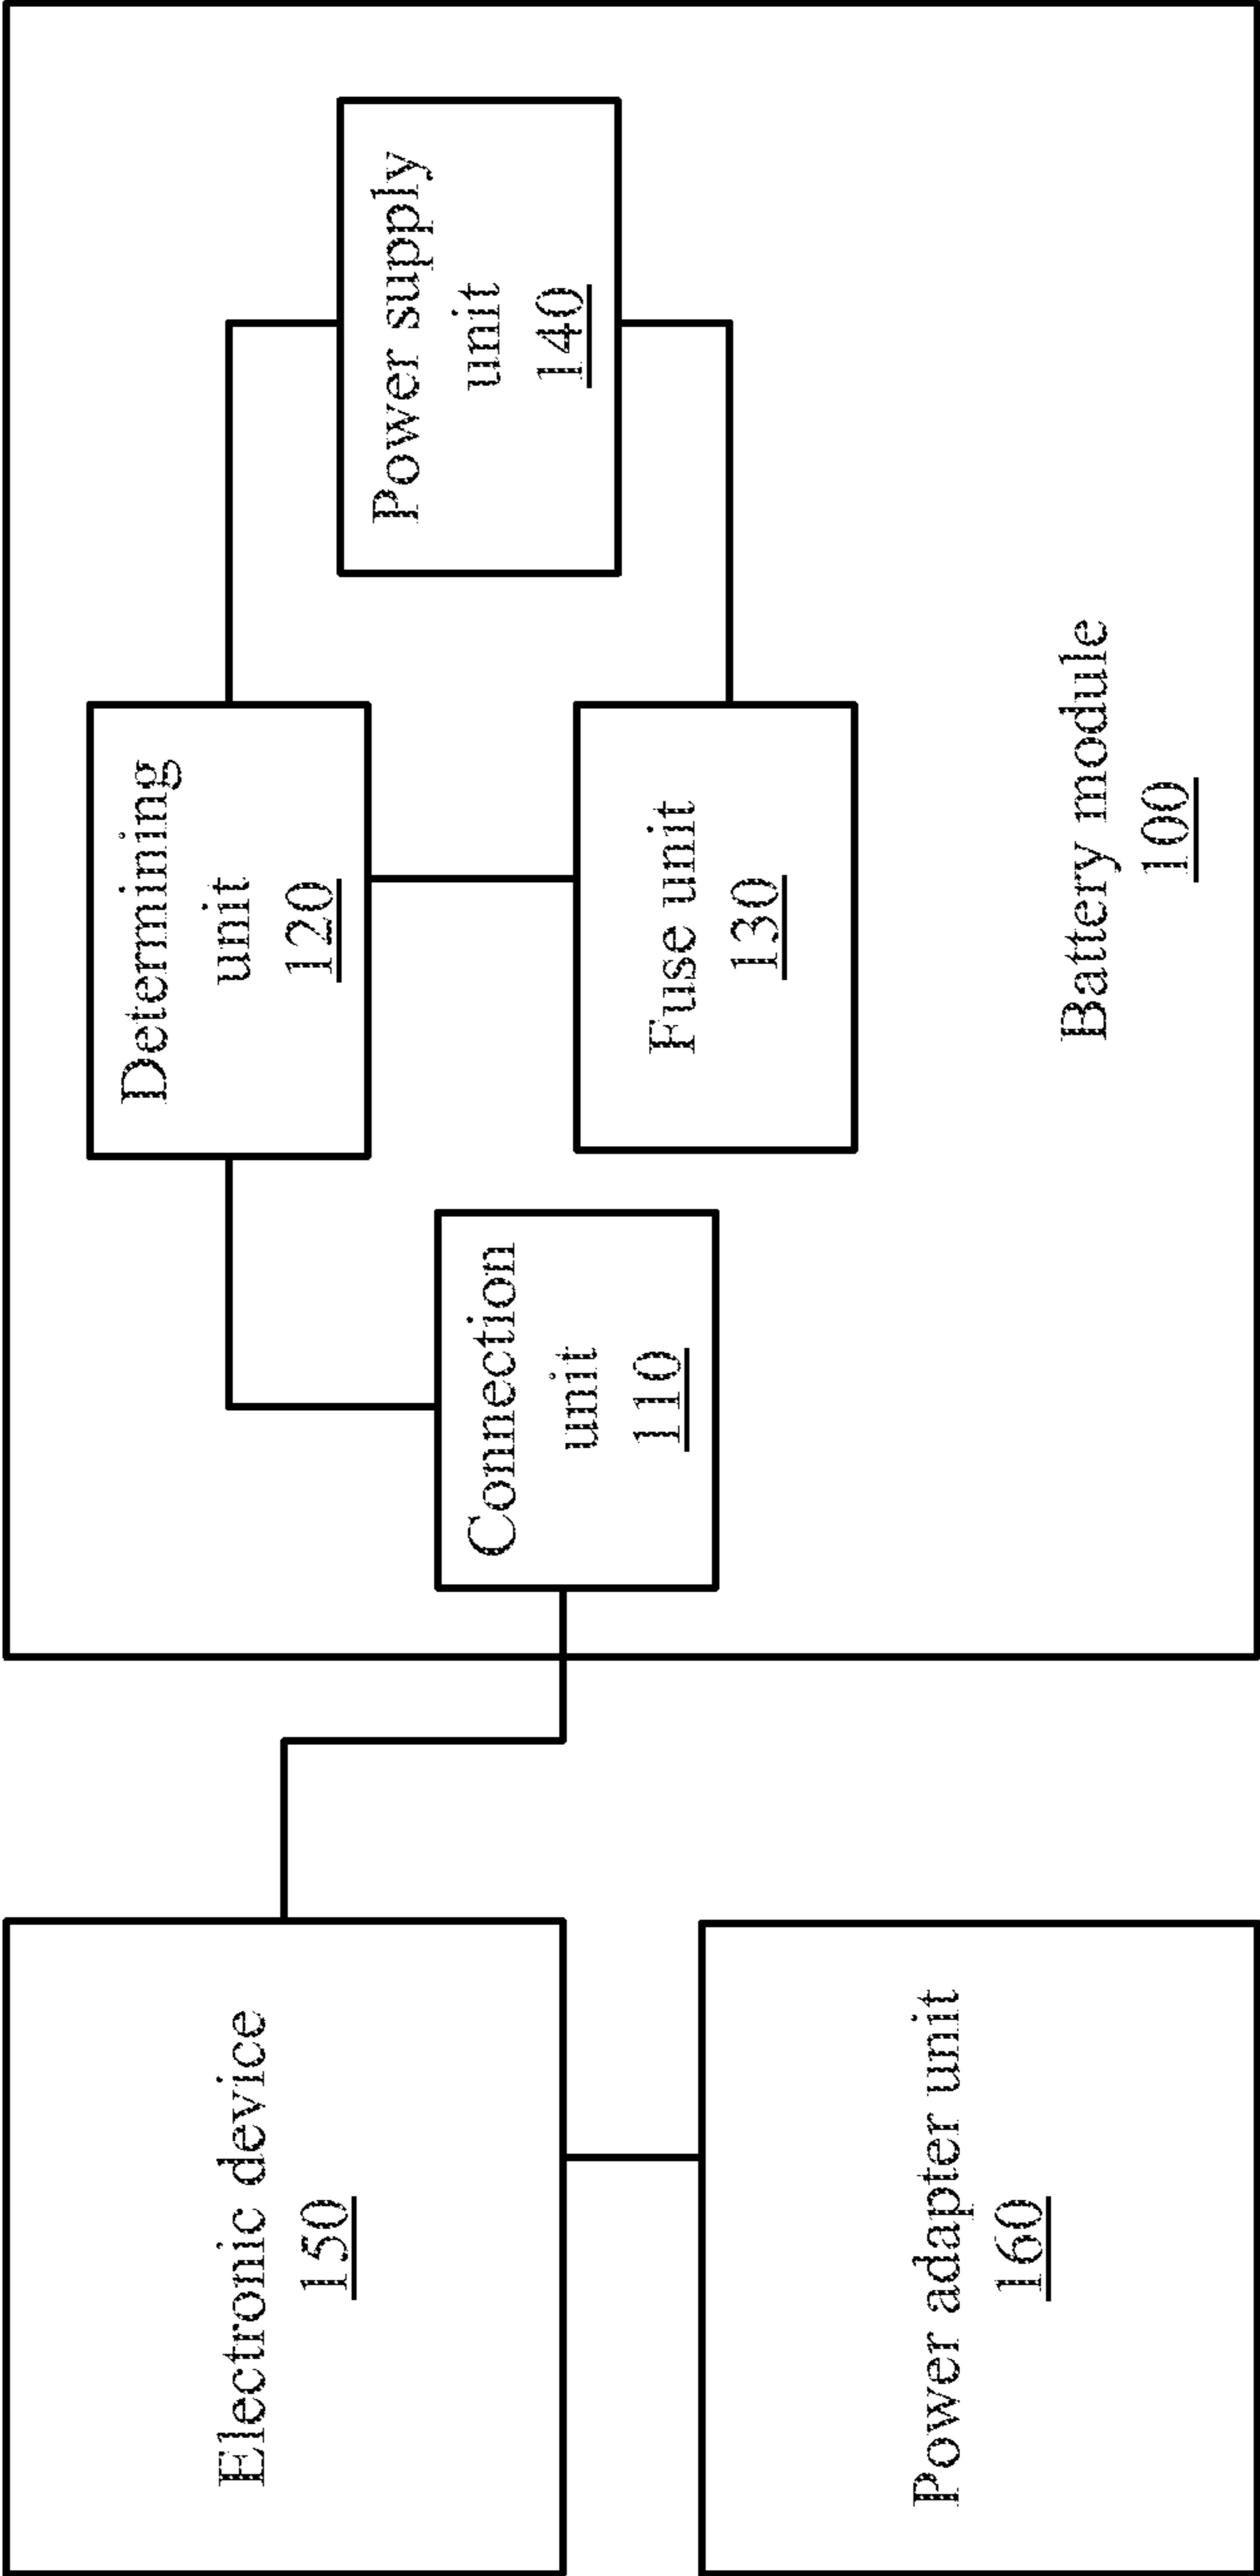 Electronic device
150
Power adapter unit
160
Connection
unit
110
Determining
unit
120
Fuse unit
130
Power supply
unit
140
Battery module
100